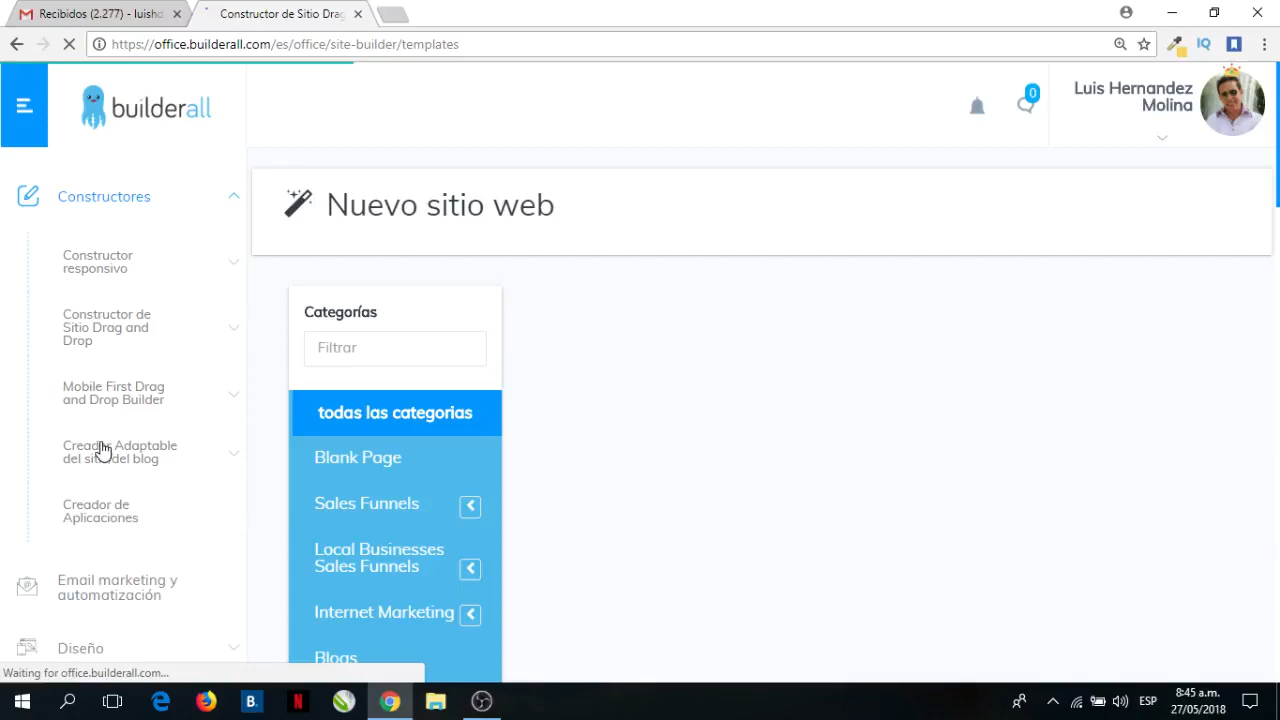 Recibidos (2.277) - luishd
Constructor de Sitio Drag
https://office.builderall.com/es/office/site-builder/templates
builderall
0
Luis Hernandez
Molina
Constructores
Constructor
responsivo
Constructor de
Sitio Drag and
Drop
Mobile First Drag
and Drop Builder
Creador Adaptable
del sitio del blog
Creador de
Aplicaciones
Email marketing y
automatización
Diseño
Nuevo sitio web
Categorías
Filtrar
todas las categorias
Blank Page
Sales Funnels
Local Businesses
Sales Funnels
Internet Marketing
Blogs
Waiting for office.builderall.com...
B.
N
ESP
8:45 a.m.
27/05/2018